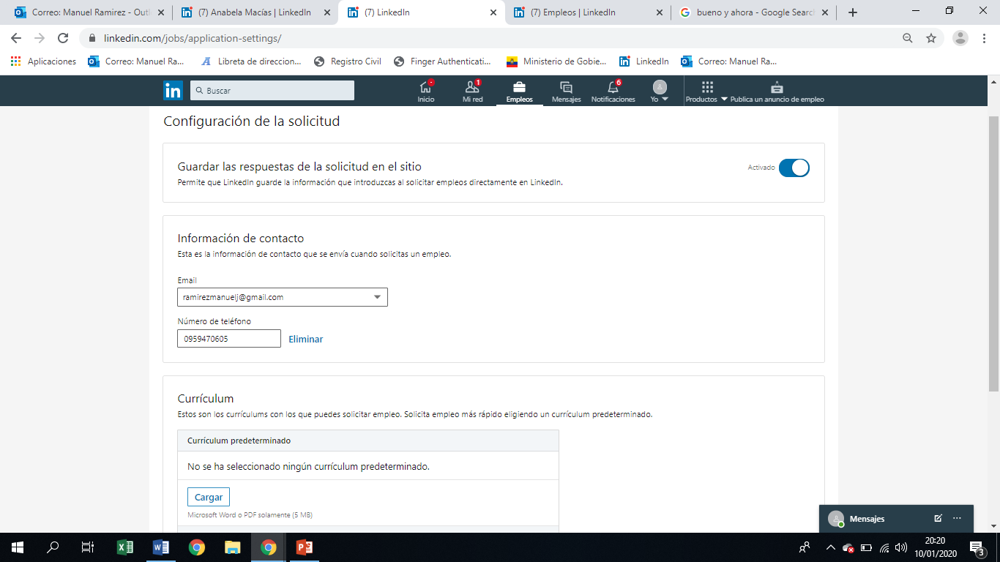 Correo: Manuel Ramirez - Outl
(7) Anabela Macías | LinkedIn
(7) LinkedIn
(7) Empleos | LinkedIn
bueno y ahora - Google Search
linkedin.com/jobs/application-settings/
Aplicaciones
Correo: Manuel Ra...
Libreta de direccion...
Registro Civil
Finger Authenticati...
Ministerio de Gobie...
LinkedIn
Correo: Manuel Ra...
in
Buscar
Inicio
1
Mi red
Empleos
Mensajes
6
Notificaciones
Yo
Productos
Publica un anuncio de empleo
Configuración de la solicitud
Guardar las respuestas de la solicitud en el sitio
Activado
Permite que LinkedIn guarde la información que introduzcas al solicitar empleos directamente en LinkedIn.
Información de contacto
Esta es la información de contacto que se envía cuando solicitas un empleo.
Email
ramirezmanuelj@gmail.com
Número de teléfono
0959470605
Eliminar
Currículum
Estos son los currículums con los que puedes solicitar empleo. Solicita empleo más rápido eligiendo un currículum predeterminado.
Currículum predeterminado
No se ha seleccionado ningún currículum predeterminado.
Cargar
Microsoft Word o PDF solamente (5 MB)
Mensajes
20:20
10/01/2020
3